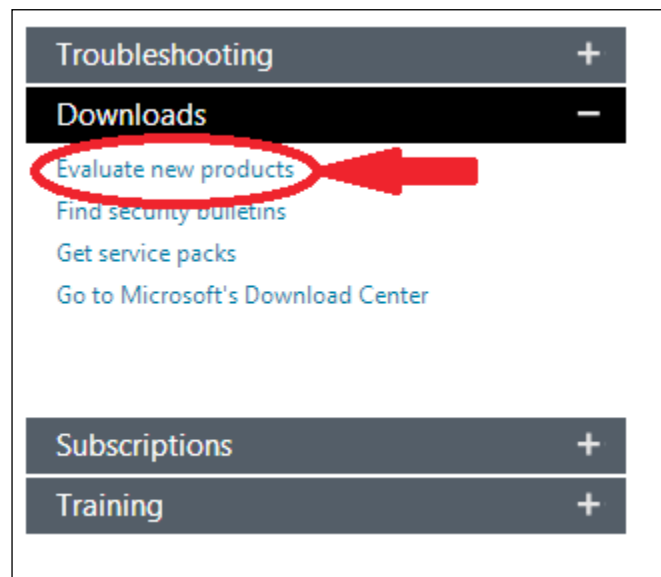 Troubleshooting +
Downloads −
Evaluate new products
Find security bulletins
Get service packs
Go to Microsoft's Download Center
Subscriptions +
Training +